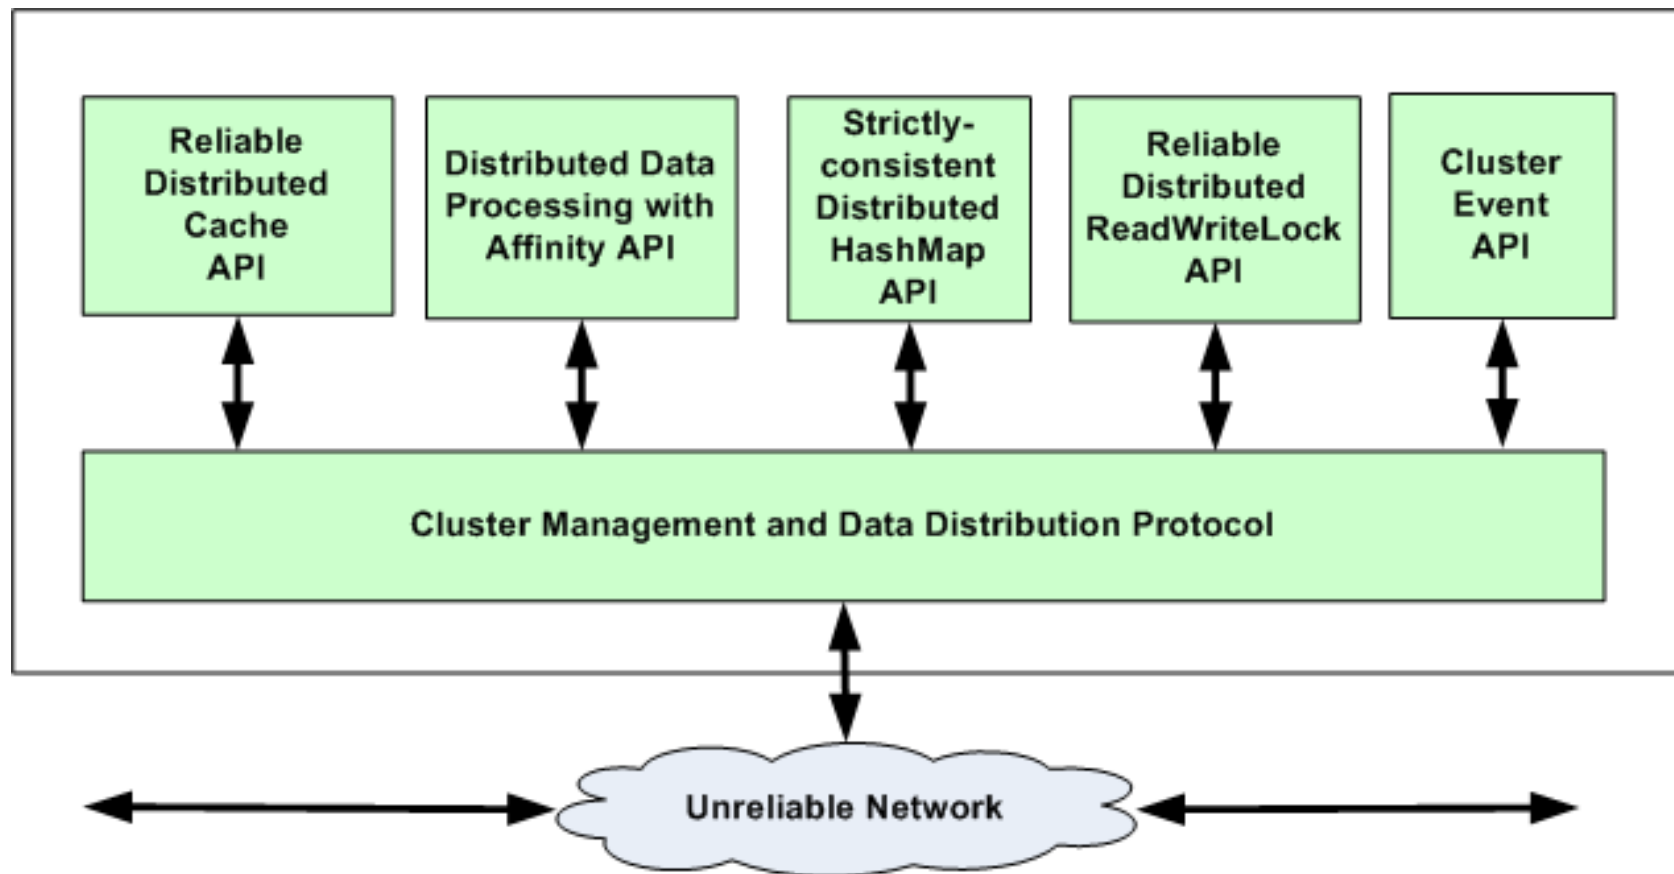 Reliable
Distributed
Cache
API
Distributed Data
Processing with
Affinity API
Strictly-
consistent
Distributed
HashMap
API
Reliable
Distributed
ReadWriteLock
API
Cluster
Event
API
Cluster Management and Data Distribution Protocol
Unreliable Network